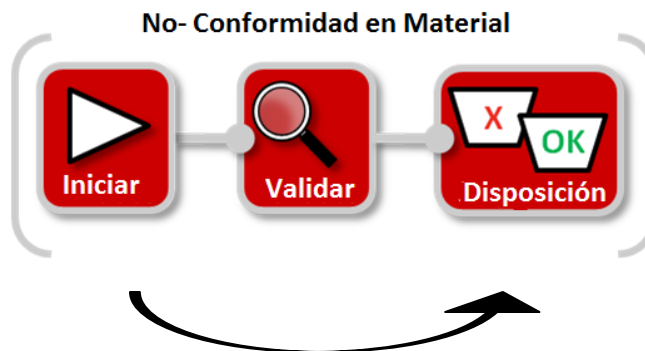 No- Conformidad en Material
X
OK
Iniciar
Validar
Disposición